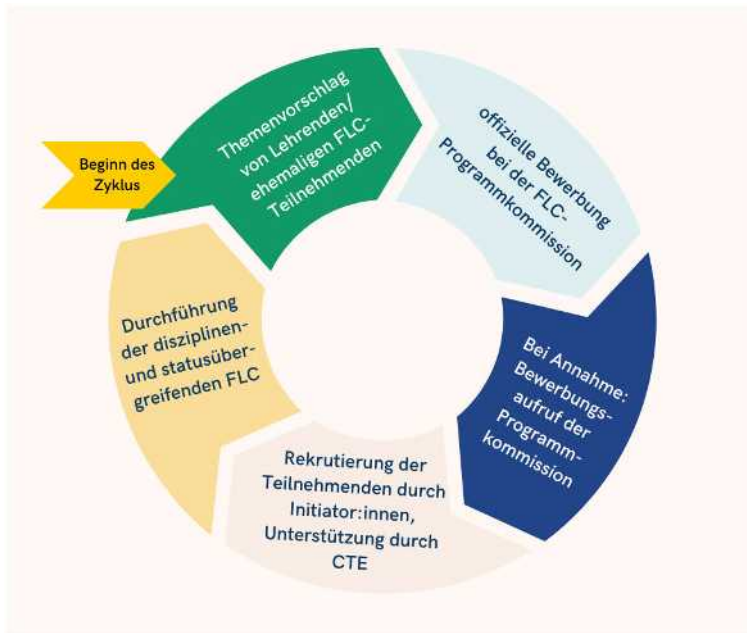 Beginn des
Zyklus
Themenvorschlag
von Lehrenden/
ehemaligen FLC-
Teilnehmenden
offizielle Bewerbung
bei der FLC-
Programmkommission
Bei Annahme:
Bewerbungs-
aufruf der
Programm-
kommission
Rekrutierung der
Teilnehmenden durch
Initiator:innen,
Unterstützung durch
CTE
Durchführung
der disziplinen-
und statusüber-
greifenden FLC